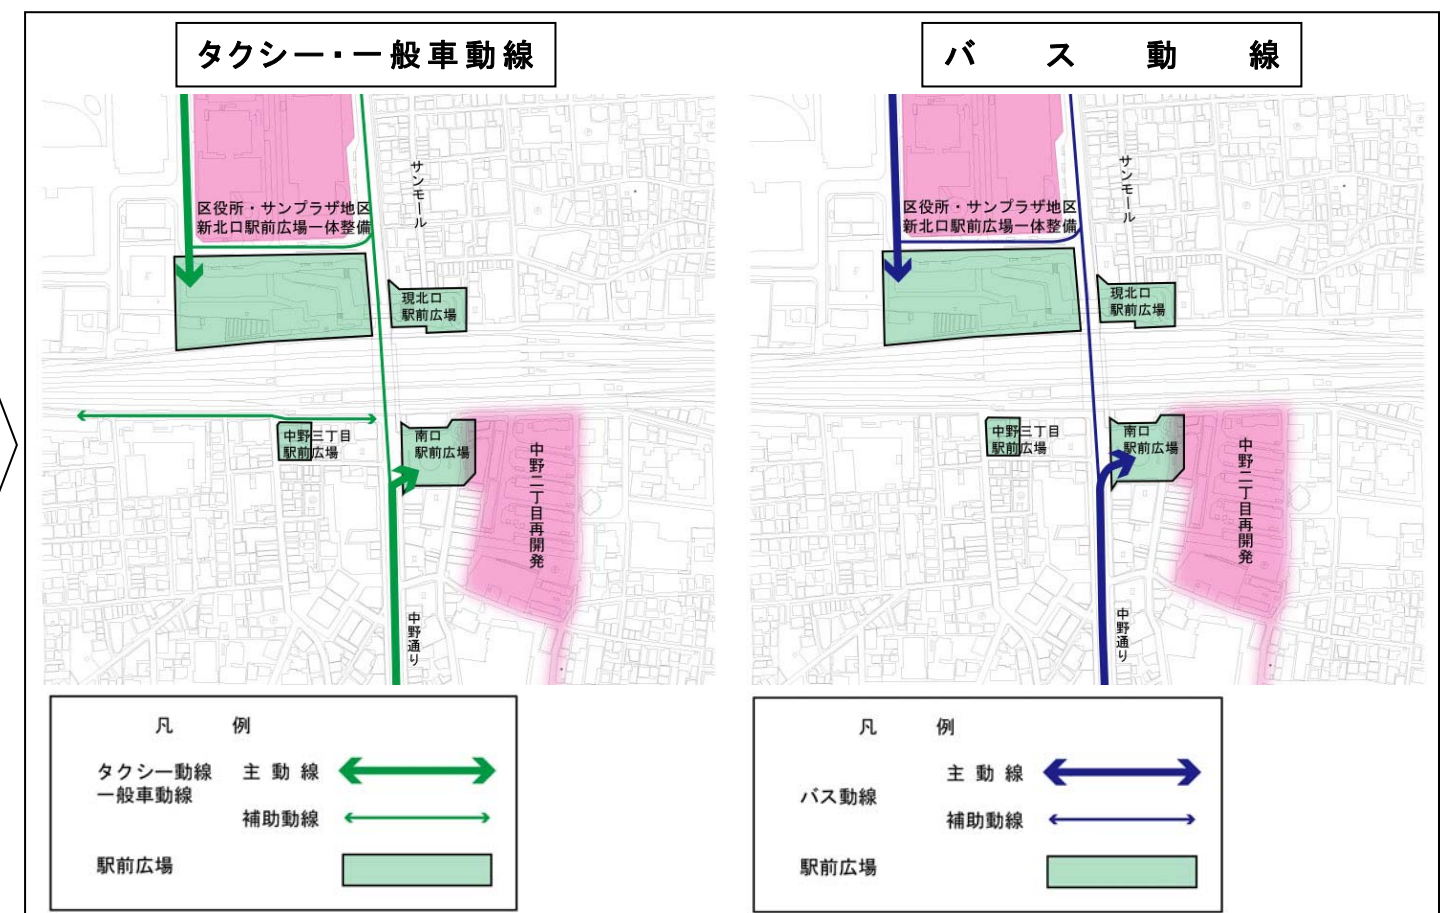 タクシー・一般車動線
サンモール
区役所・サンプラザ地区
新北口駅前広場一体整備
現北口
駅前広場
中野三丁目
駅前広場
南口
駅前広場
中野二丁目再開発
中野通り
凡　例
タクシー動線
一般車動線
主動線
補助動線
駅前広場
バス動線
サンモール
区役所・サンプラザ地区
新北口駅前広場一体整備
現北口
駅前広場
中野三丁目
駅前広場
南口
駅前広場
中野二丁目再開発
中野通り
凡　例
バス動線
主動線
補助動線
駅前広場